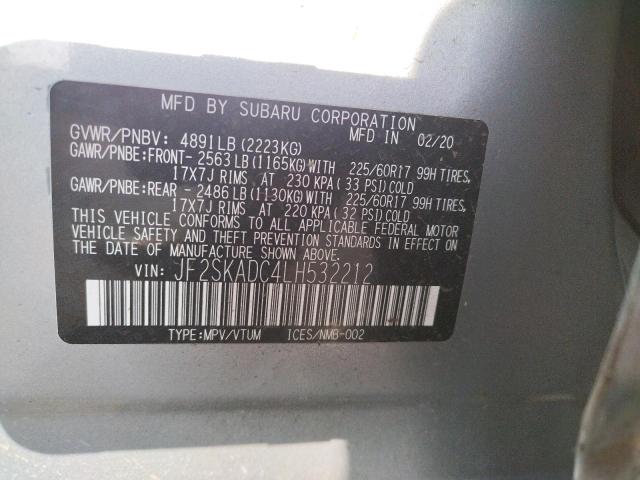 MFD BY SUBARU CORPORATION MFD IN 02/20
GVWR/PNBV: 4891LB(2223KG)
GAWR/PNBE:FRONT- 2563 LB(1165KG)WITH 225/60R17 99H TIRES,
17X7J RIMS AT 230 KPA(33 PSI)COLD
GAWR/PNBE:REAR - 2486 LB(1130KG)WITH 225/60R17 99H TIRES,
17X7J RIMS AT 220 KPA(32 PSI)COLD
THIS VEHICLE CONFORMS TO ALL APPLICABLE FEDERAL MOTOR
VEHICLE SAFETY AND THEFT PREVENTION STANDARDS IN EFFECT ON
THE DATE OF MANUFACTURE SHOWN ABOVE.
VIN: JF2SKADC4LH532212
TYPE:MPV/VTUM ICES/NMB-002